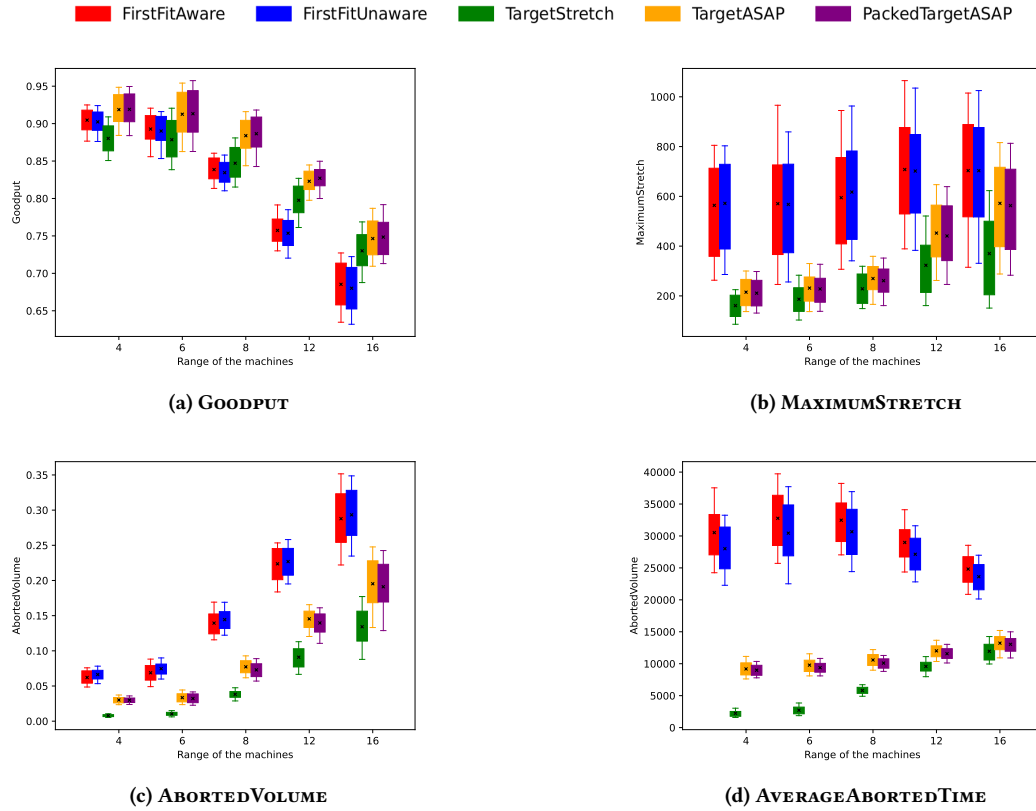 FirstFitAware FirstFitUnaware TargetStretch TargetASAP PackedTargetASAP
0.95
0.90
0.85
0.80
0.75
0.70
0.65
Goodput
4 6 8 12 16
Range of the machines
(a) GOODPUT
1000
800
600
400
200
MaximumStretch
4 6 8 12 16
Range of the machines
(b) MAXIMUMSTRETCH
0.35
0.30
0.25
0.20
0.15
0.10
0.05
0.00
AbortedVolume
4 6 8 12 16
Range of the machines
(c) ABORTEDVOLUME
40000
35000
30000
25000
20000
15000
10000
5000
0
AbortedVolume
4 6 8 12 16
Range of the machines
(d) AVERAGEABORTEDTIME